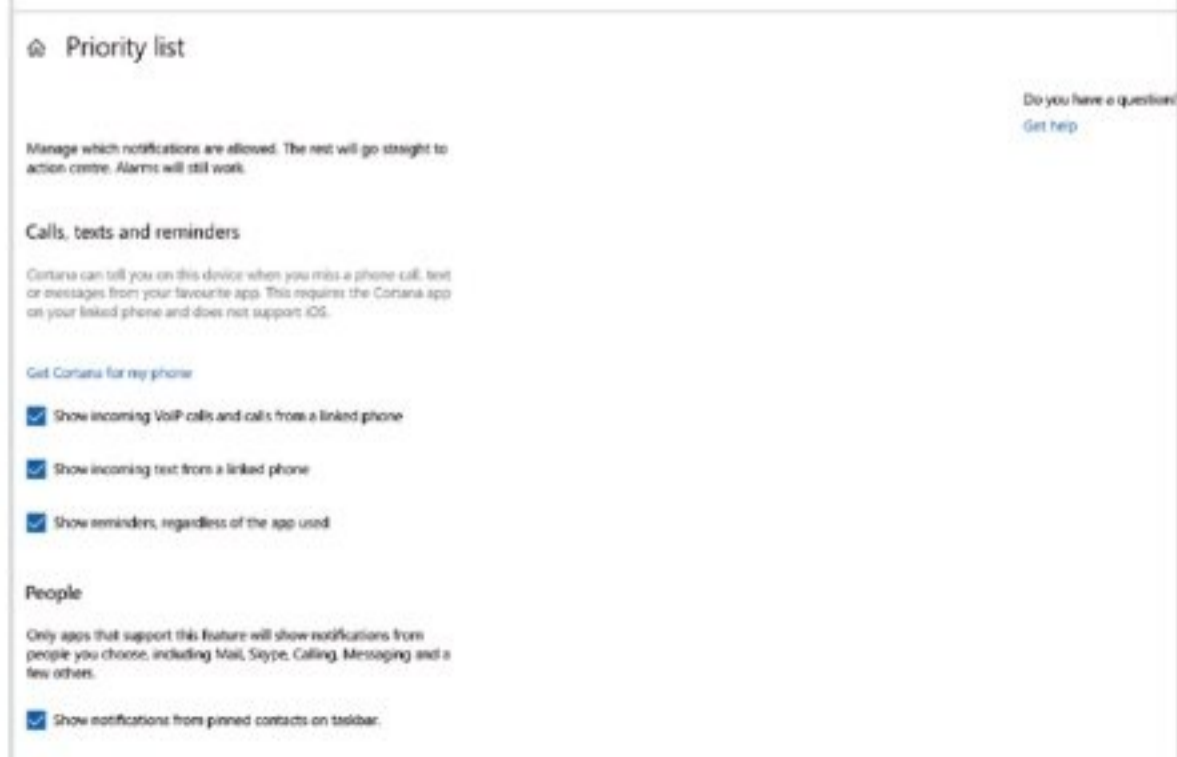 Priority list
Do you have a question?
Get help
Manage which notifications are allowed. The rest will go straight to
action centre. Alarms will still work.
Calls, texts and reminders
Cortana can tell you on this device when you miss a phone call, text
or messages from your favourite app. This requires the Cortana app
on your linked phone and does not support iOS.
Get Cortana for my phone
Show incoming VoIP calls and calls from a linked phone
Show incoming text from a linked phone
Show reminders, regardless of the app used
People
Only apps that support this feature will show notifications from
people you choose, including Mail, Skype, Calling, Messaging and a
few others.
Show notifications from pinned contacts on taskbar.